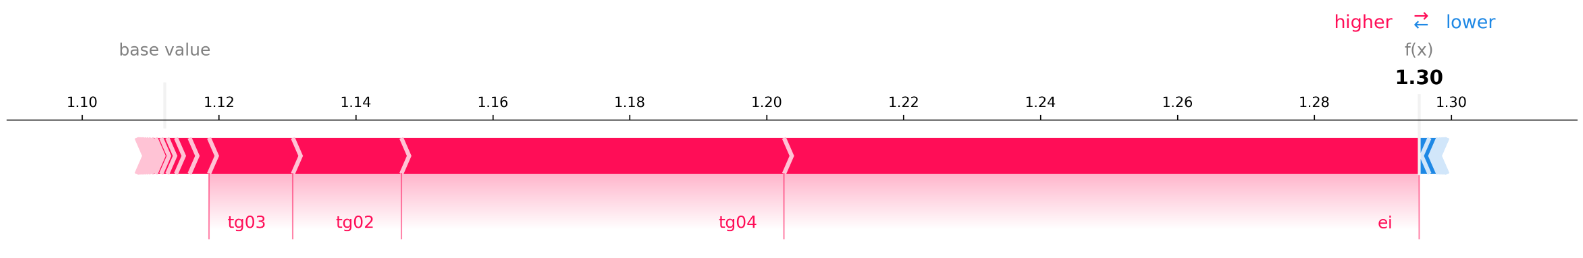 higher ⇄ lower
base value f(x)
1.30
1.10 1.12 1.14 1.16 1.18 1.20 1.22 1.24 1.26 1.28 1.30
tg03 tg02 tg04 ei